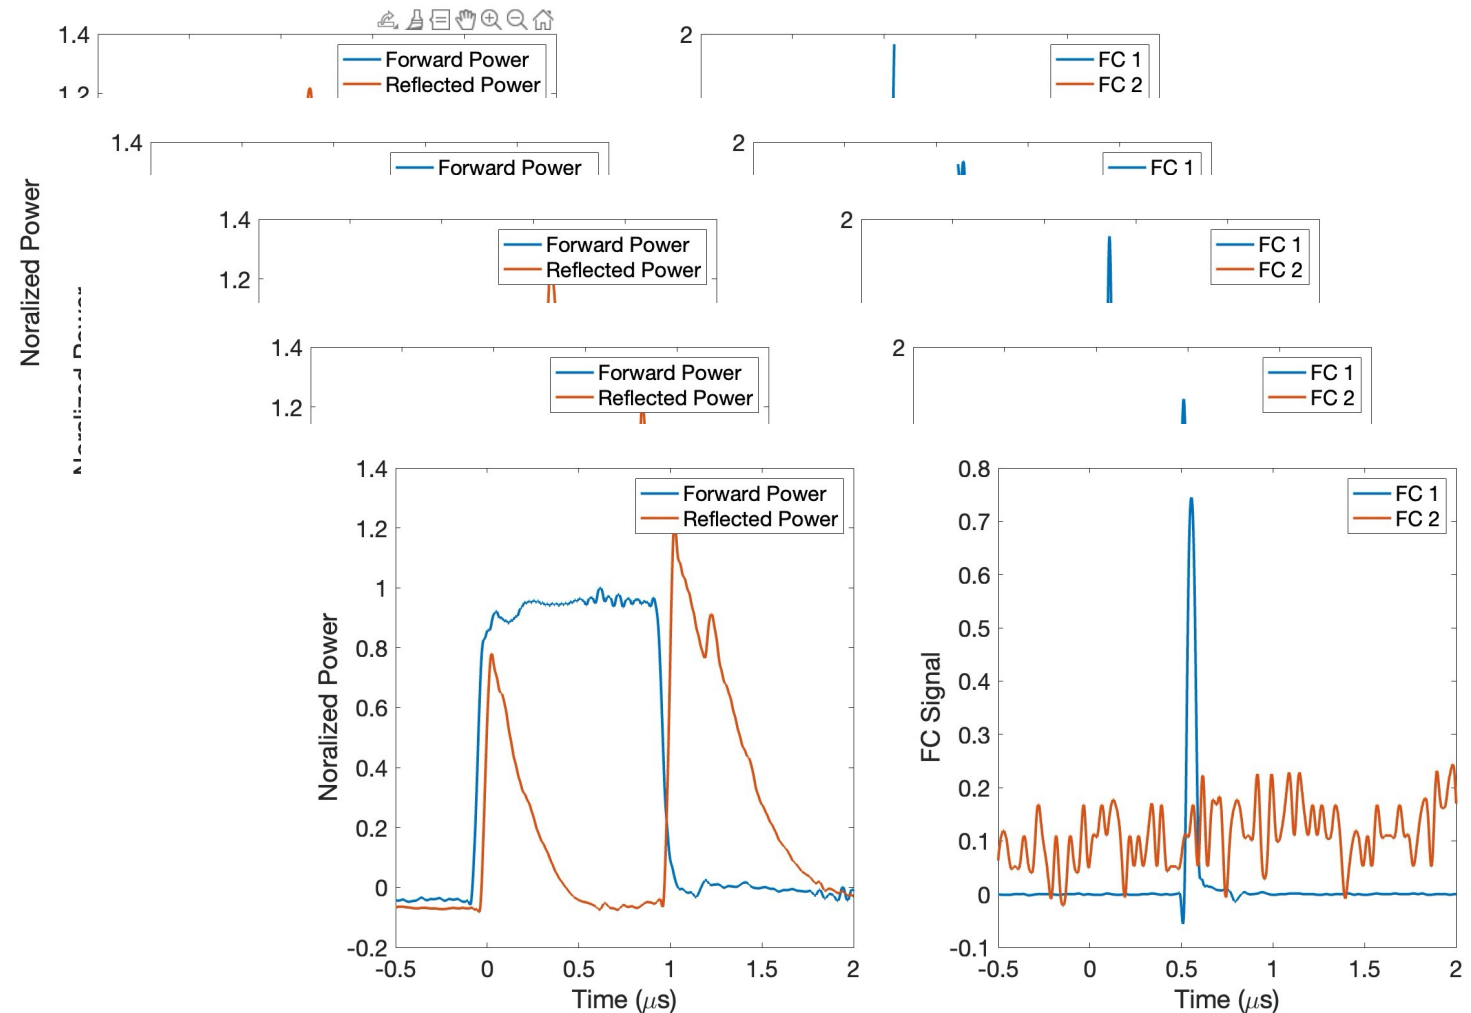 1.4
Forward Power
Reflected Power
1.2
2
FC 1
FC 2
1.4
Forward Power
2
FC 1
Noralized Power
1.4
Forward Power
Reflected Power
1.2
2
FC 1
FC 2
Noralized Power
1.4
Forward Power
Reflected Power
1.2
2
FC 1
FC 2
1.4
Forward Power
Reflected Power
1.2
1
0.8
0.6
0.4
0.2
0
-0.2
Noralized Power
-0.5
0
0.5
1
1.5
2
Time (μs)
0.8
FC 1
FC 2
0.7
0.6
0.5
0.4
0.3
0.2
0.1
0
-0.1
FC Signal
-0.5
0
0.5
1
1.5
2
Time (μs)